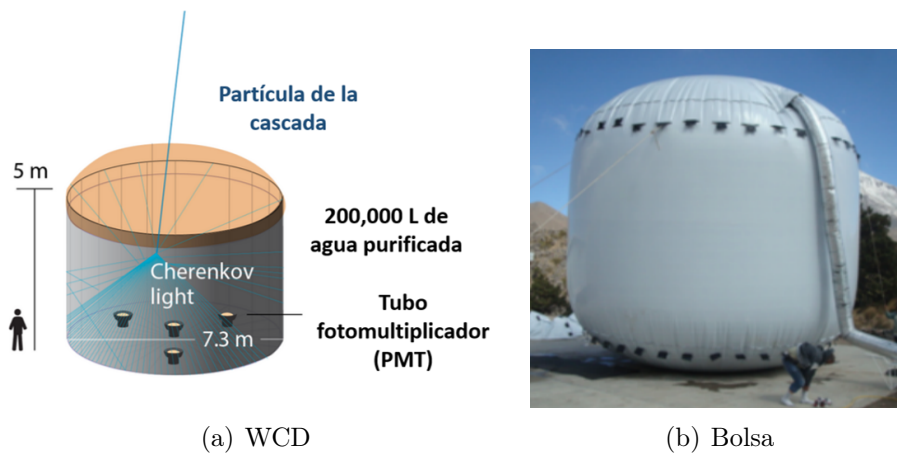 Partícula de la
cascada
5 m
200,000 L de
agua purificada
Cherenkov
light
Tubo
fotomultiplicador
(PMT)
7.3 m
(a) WCD
(b) Bolsa